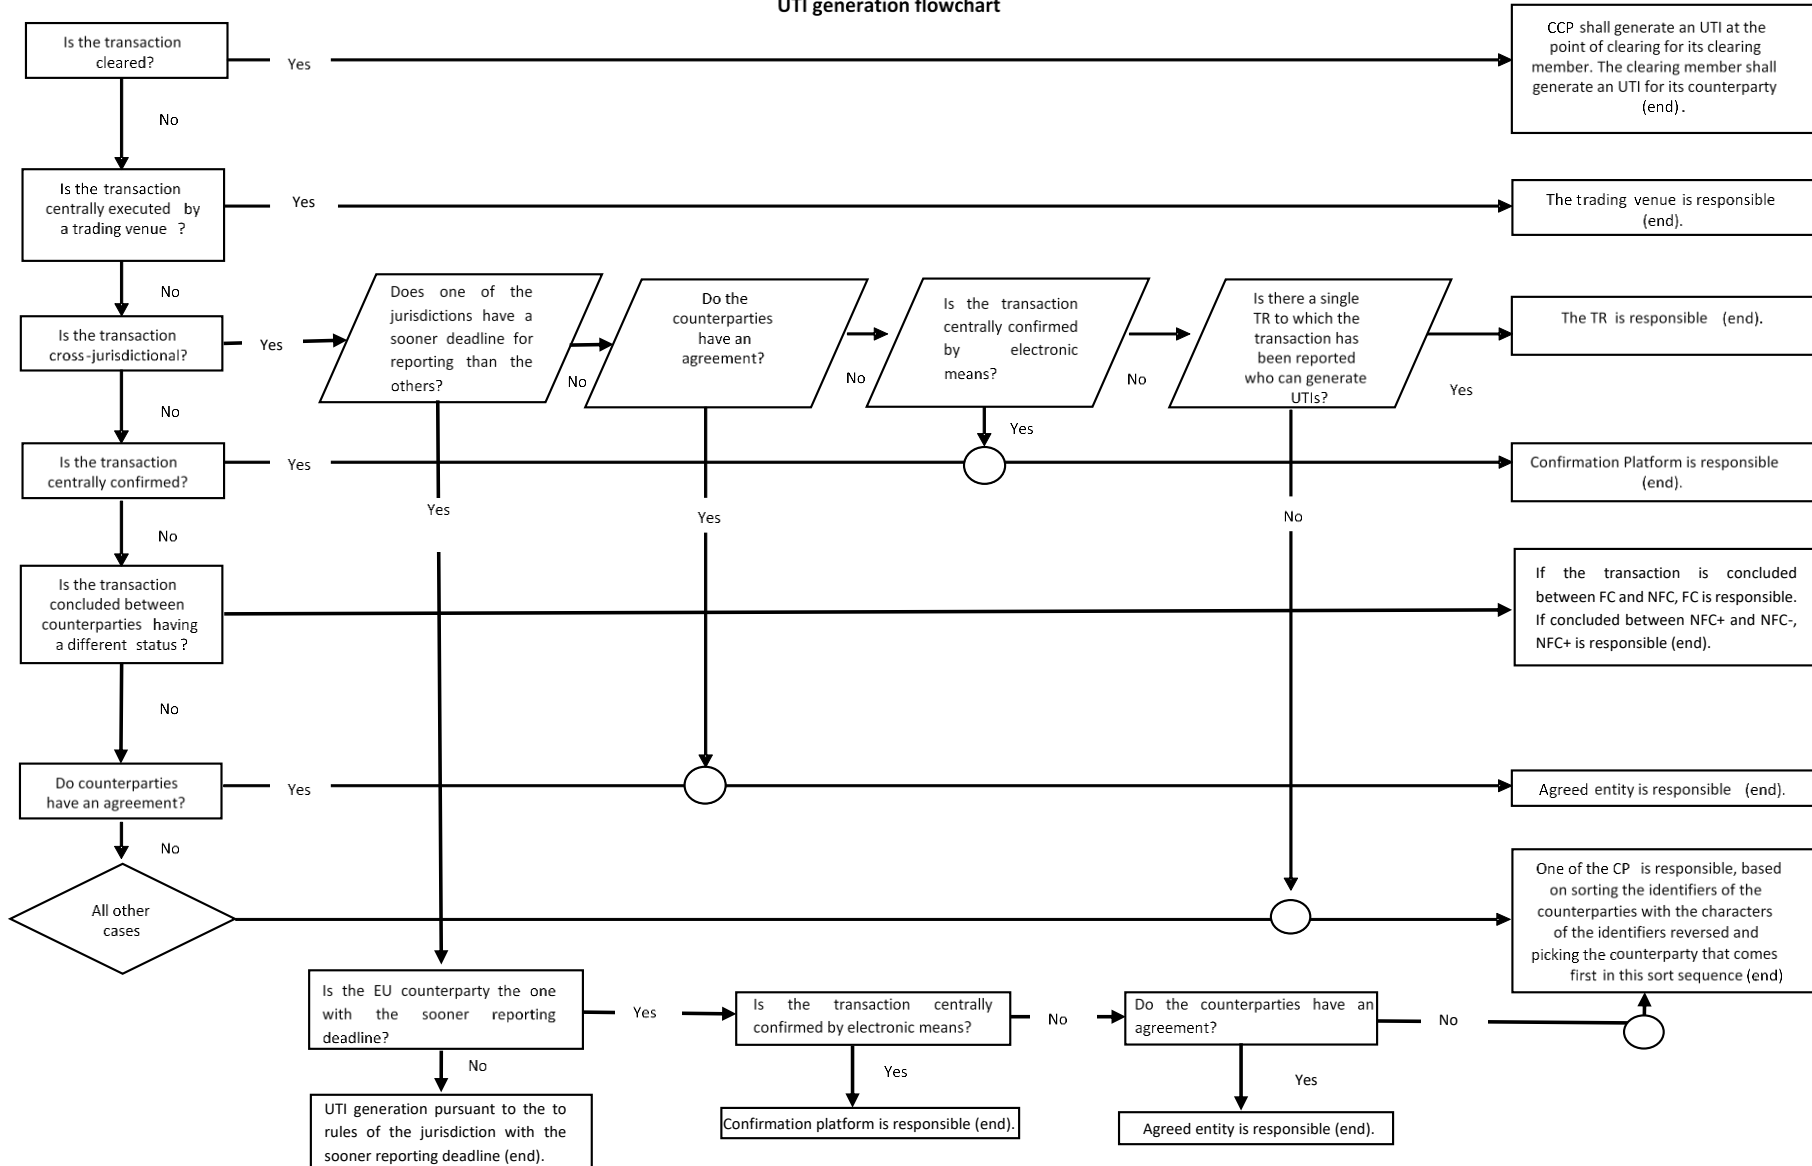 UTI generation flowchart
Is the transaction
cleared?
Yes
CCP shall generate an UTI at the
point of clearing for its clearing
member. The clearing member shall
generate an UTI for its counterparty
(end).
No
Is the transaction
centrally executed by
a trading venue ?
Yes
The trading venue is responsible
(end).
No
Is the transaction
cross-jurisdictional?
Yes
Does one of the
jurisdictions have a
sooner deadline for
reporting than the
others?
No
Do the
counterparties
have an
agreement?
No
Is the transaction
centrally confirmed
by electronic
means?
No
Is there a single
TR to which the
transaction has
been reported
who can generate
UTIs?
Yes
The TR is responsible (end).
No
Yes
Is the transaction
centrally confirmed?
Yes
Confirmation Platform is responsible
(end).
Yes
Yes
No
No
Is the transaction
concluded between
counterparties having
a different status?
If the transaction is concluded
between FC and NFC, FC is responsible.
If concluded between NFC+ and NFC-,
NFC+ is responsible (end).
No
Do counterparties
have an agreement?
Yes
Agreed entity is responsible (end).
No
All other
cases
One of the CP is responsible, based
on sorting the identifiers of the
counterparties with the characters
of the identifiers reversed and
picking the counterparty that comes
first in this sort sequence (end)
Is the EU counterparty the one
with the sooner reporting
deadline?
Yes
Is the transaction centrally
confirmed by electronic means?
No
Do the counterparties have an
agreement?
No
No
Yes
Yes
UTI generation pursuant to the to
rules of the jurisdiction with the
sooner reporting deadline (end).
Confirmation platform is responsible (end).
Agreed entity is responsible (end).